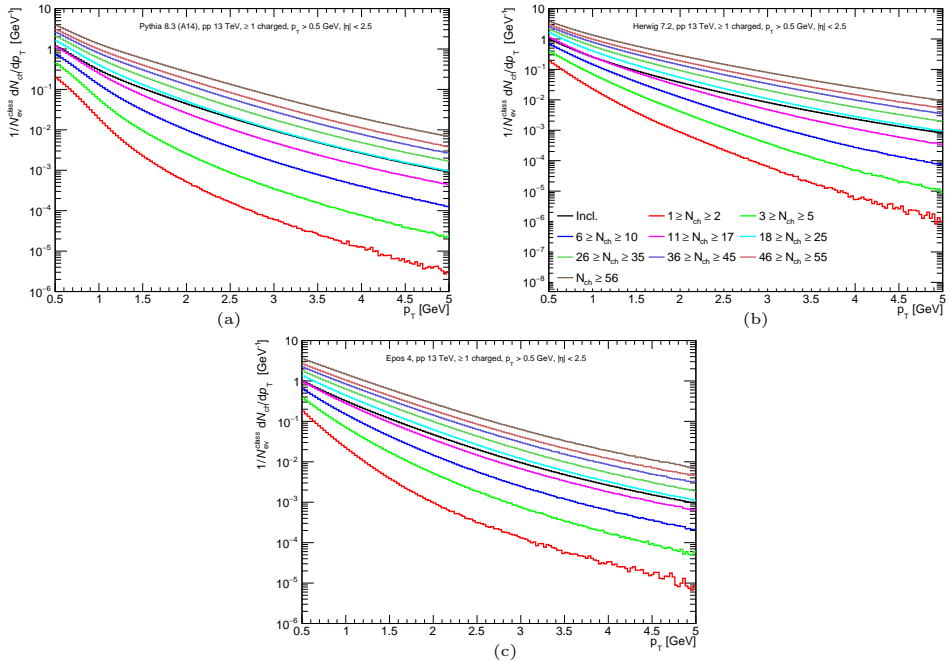 Pythia 8.3 (A14), pp 13 TeV, ≥ 1 charged, p_T > 0.5 GeV, |η| < 2.5
1/N_ev^class dN_ch/dp_T [GeV⁻¹]
10
1
10⁻¹
10⁻²
10⁻³
10⁻⁴
10⁻⁵
10⁻⁶
0.5 1 1.5 2 2.5 3 3.5 4 4.5 5
p_T [GeV]
(a)
Herwig 7.2, pp 13 TeV, ≥ 1 charged, p_T > 0.5 GeV, |η| < 2.5
1/N_ev^class dN_ch/dp_T [GeV⁻¹]
10
1
10⁻¹
10⁻²
10⁻³
10⁻⁴
10⁻⁵
10⁻⁶
10⁻⁷
10⁻⁸
Incl. 1 ≥ N_ch ≥ 2 3 ≥ N_ch ≥ 5
6 ≥ N_ch ≥ 10 11 ≥ N_ch ≥ 17 18 ≥ N_ch ≥ 25
26 ≥ N_ch ≥ 35 36 ≥ N_ch ≥ 45 46 ≥ N_ch ≥ 55
N_ch ≥ 56
0.5 1 1.5 2 2.5 3 3.5 4 4.5 5
p_T [GeV]
(b)
Epos 4, pp 13 TeV, ≥ 1 charged, p_T > 0.5 GeV, |η| < 2.5
1/N_ev^class dN_ch/dp_T [GeV⁻¹]
10
1
10⁻¹
10⁻²
10⁻³
10⁻⁴
10⁻⁵
10⁻⁶
0.5 1 1.5 2 2.5 3 3.5 4 4.5 5
p_T [GeV]
(c)